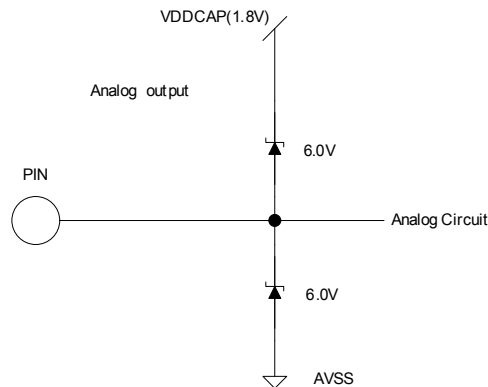 VDDCAP(1.8V)
Analog output
6.0V
PIN
Analog Circuit
6.0V
AVSS